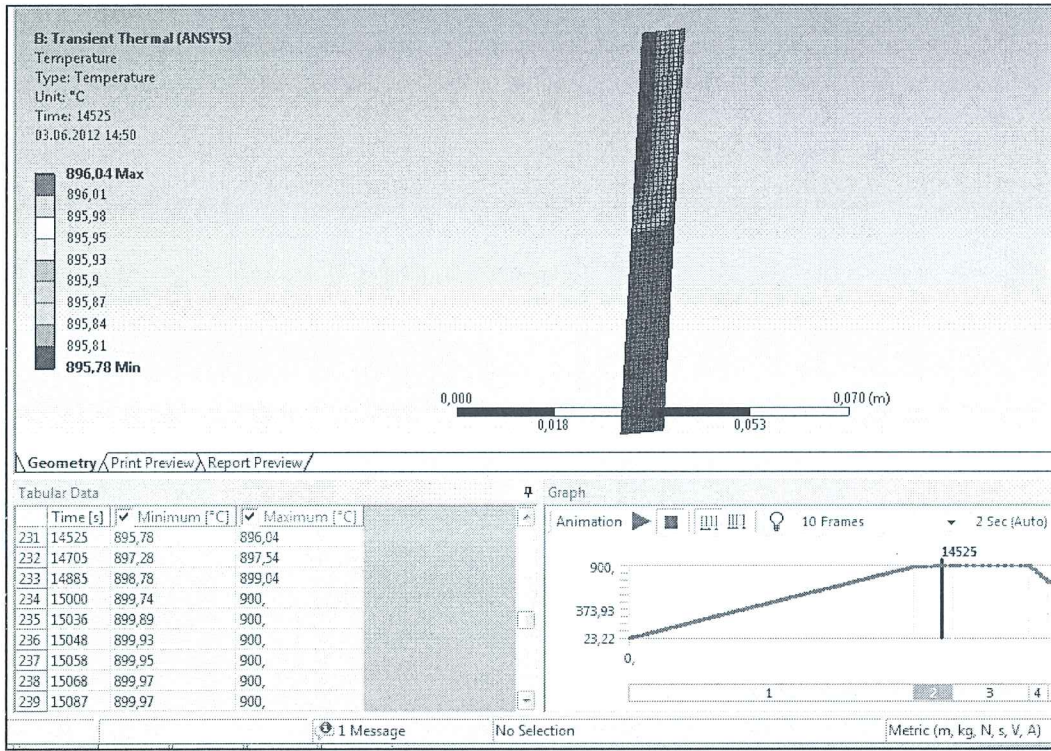 B: Transient Thermal (ANSYS)
Temperature
Type: Temperature
Unit: °C
Time: 14525
03.06.2012 14:50
896,04 Max
896,01
895,98
895,95
895,93
895,9
895,87
895,84
895,81
895,78 Min
0,000
0,070 (m)
0,018
0,053
Geometry Print Preview Report Preview
Tabular Data
Time [s] Minimum [°C] Maximum [°C]
231 14525 895,78 896,04
232 14705 897,28 897,54
233 14885 898,78 899,04
234 15000 899,74 900,
235 15036 899,89 900,
236 15048 899,93 900,
237 15058 899,95 900,
238 15068 899,97 900,
239 15087 899,97 900,
Graph
Animation 10 Frames 2 Sec (Auto)
14525
900,
373,93
23,22
0,
1 2 3 4
1 Message No Selection Metric (m, kg, N, s, V, A)